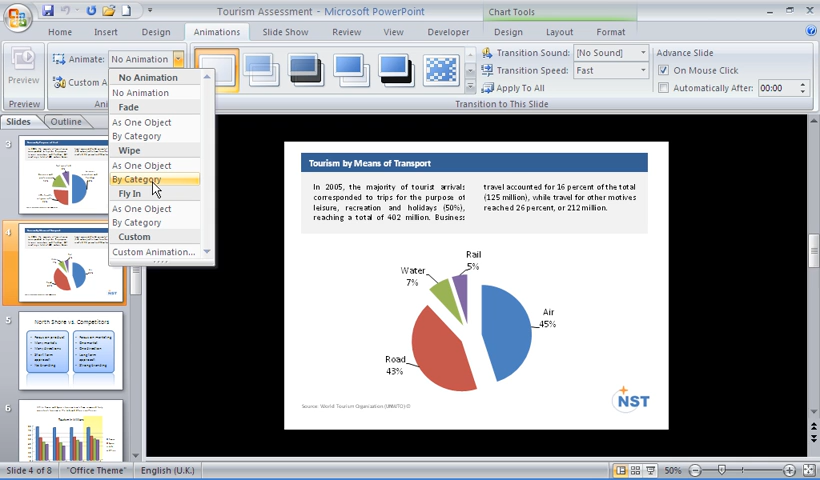 Tourism Assessment - Microsoft PowerPoint
Chart Tools
Home Insert Design Animations Slide Show Review View Developer Design Layout Format
Preview
Preview
Animate: No Animation
Custom A
No Animation
No Animation
Fade
As One Object
By Category
Wipe
As One Object
By Category
Fly In
As One Object
By Category
Custom
Custom Animation...
Transition Sound: [No Sound]
Transition Speed: Fast
Apply To All
Transition to This Slide
Advance Slide
On Mouse Click
Automatically After: 00:00
Slides Outline
3
4
NST
5
North Shore vs. Competitors
6
Tourism by Means of Transport
In 2005, the majority of tourist arrivals
corresponded to trips for the purpose of
leisure, recreation and holidays (50%),
reaching a total of 402 million. Business
travel accounted for 16 percent of the total
(125 million), while travel for other motives
reached 26 percent, or 212 million.
Rail
5%
Water
7%
Air
45%
Road
43%
Source: World Tourism Organisation (UNWTO) ©
NST
Slide 4 of 8 "Office Theme" English (U.K.) 50%